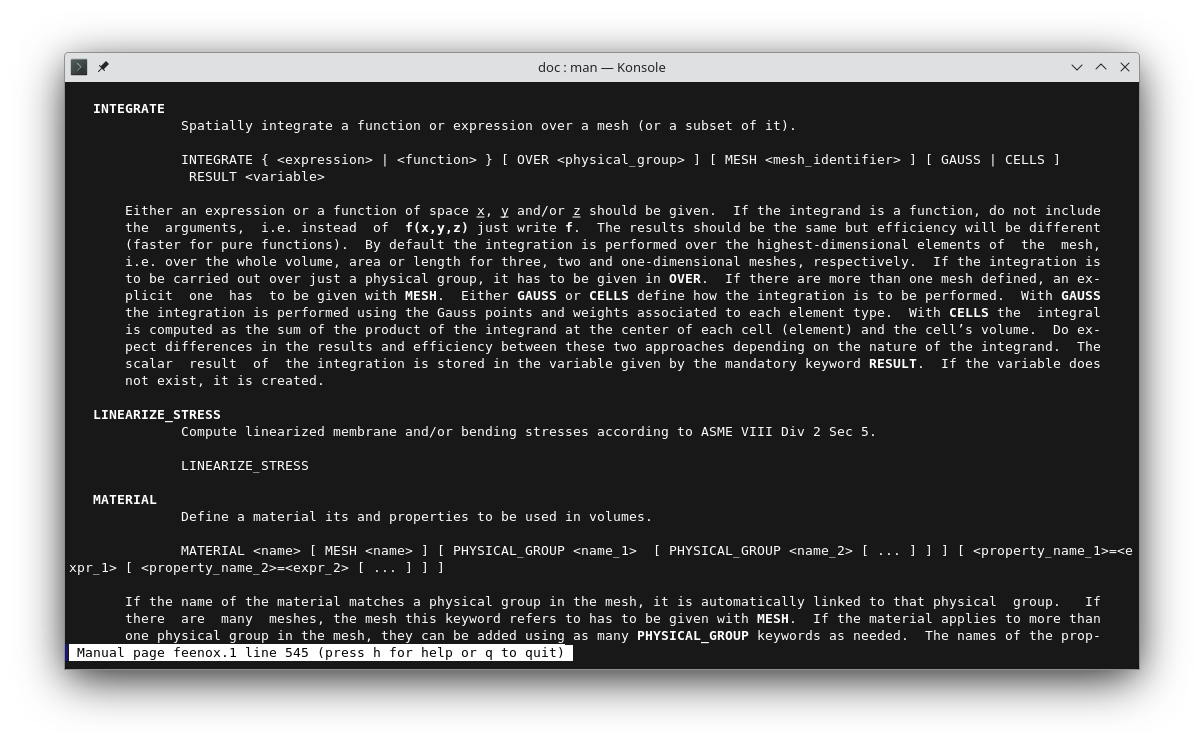 doc : man — Konsole
INTEGRATE
Spatially integrate a function or expression over a mesh (or a subset of it).
INTEGRATE { <expression> | <function> } [ OVER <physical_group> ] [ MESH <mesh_identifier> ] [ GAUSS | CELLS ]
RESULT <variable>
Either an expression or a function of space x, y and/or z should be given.  If the integrand is a function, do not include
the  arguments,  i.e. instead  of  f(x,y,z) just write f.  The results should be the same but efficiency will be different
(faster for pure functions).  By default the integration is performed over the highest-dimensional elements of  the  mesh,
i.e. over the whole volume, area or length for three, two and one-dimensional meshes, respectively.  If the integration is
to be carried out over just a physical group, it has to be given in OVER.  If there are more than one mesh defined, an ex-
plicit  one  has  to be given with MESH.  Either GAUSS or CELLS define how the integration is to be performed.  With GAUSS
the integration is performed using the Gauss points and weights associated to each element type.  With CELLS the  integral
is computed as the sum of the product of the integrand at the center of each cell (element) and the cell’s volume.  Do ex-
pect differences in the results and efficiency between these two approaches depending on the nature of the integrand.  The
scalar  result  of  the integration is stored in the variable given by the mandatory keyword RESULT.  If the variable does
not exist, it is created.
LINEARIZE_STRESS
Compute linearized membrane and/or bending stresses according to ASME VIII Div 2 Sec 5.
LINEARIZE_STRESS
MATERIAL
Define a material its and properties to be used in volumes.
MATERIAL <name> [ MESH <name> ] [ PHYSICAL_GROUP <name_1>  [ PHYSICAL_GROUP <name_2> [ ... ] ] ] [ <property_name_1>=<e
xpr_1> [ <property_name_2>=<expr_2> [ ... ] ] ]
If the name of the material matches a physical group in the mesh, it is automatically linked to that physical  group.   If
there  are  many  meshes, the mesh this keyword refers to has to be given with MESH.  If the material applies to more than
one physical group in the mesh, they can be added using as many PHYSICAL_GROUP keywords as needed.  The names of the prop-
Manual page feenox.1 line 545 (press h for help or q to quit)